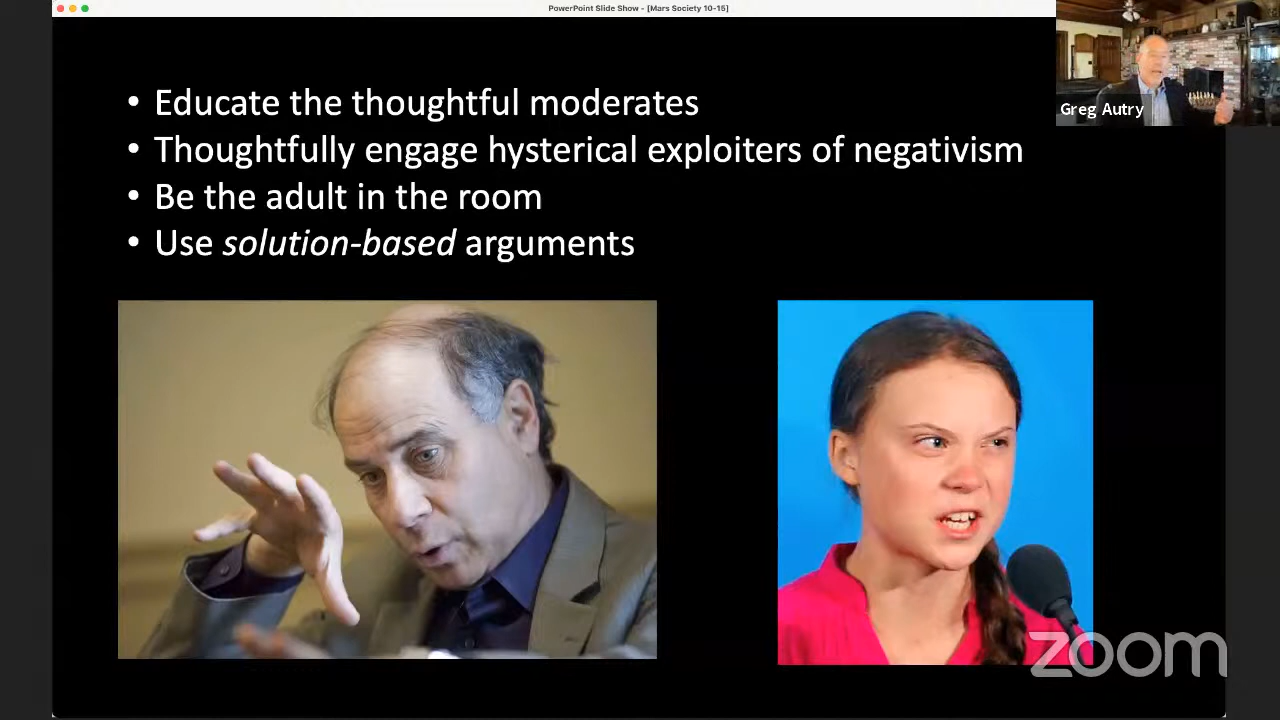 PowerPoint Slide Show - [Mars Society 10-15]
Greg Autry
• Educate the thoughtful moderates
• Thoughtfully engage hysterical exploiters of negativism
• Be the adult in the room
• Use solution-based arguments
zoom